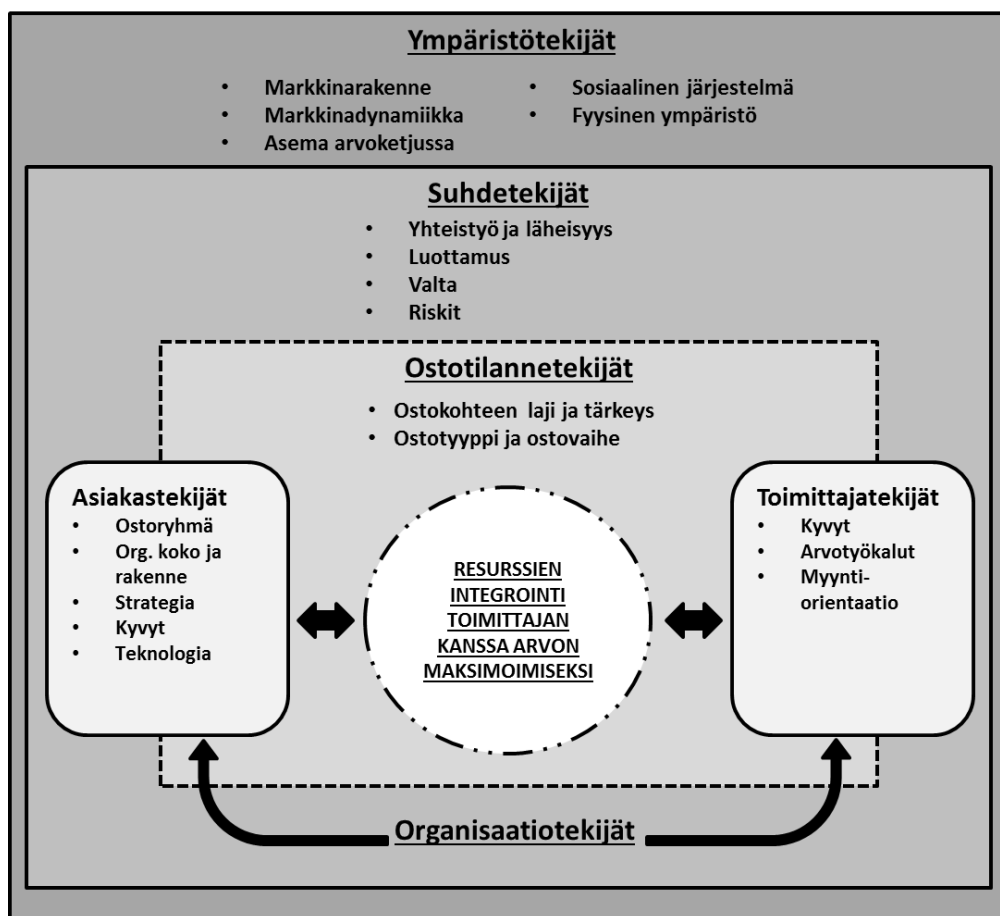 Ympäristötekijät
• Markkinarakenne
• Markkinadynamiikka
• Asema arvoketjussa
• Sosiaalinen järjestelmä
• Fyysinen ympäristö
Suhdetekijät
• Yhteistyö ja läheisyys
• Luottamus
• Valta
• Riskit
Ostotilannetekijät
• Ostokohteen laji ja tärkeys
• Ostotyyppi ja ostovaihe
Asiakastekijät
• Ostoryhmä
• Org. koko ja
rakenne
• Strategia
• Kyvyt
• Teknologia
RESURSSIEN
INTEGROINTI
TOIMITTAJAN
KANSSA ARVON
MAKSIMOIMISEKSI
Toimittajatekijät
• Kyvyt
• Arvotyökalut
• Myynti-
orientaatio
Organisaatiotekijät